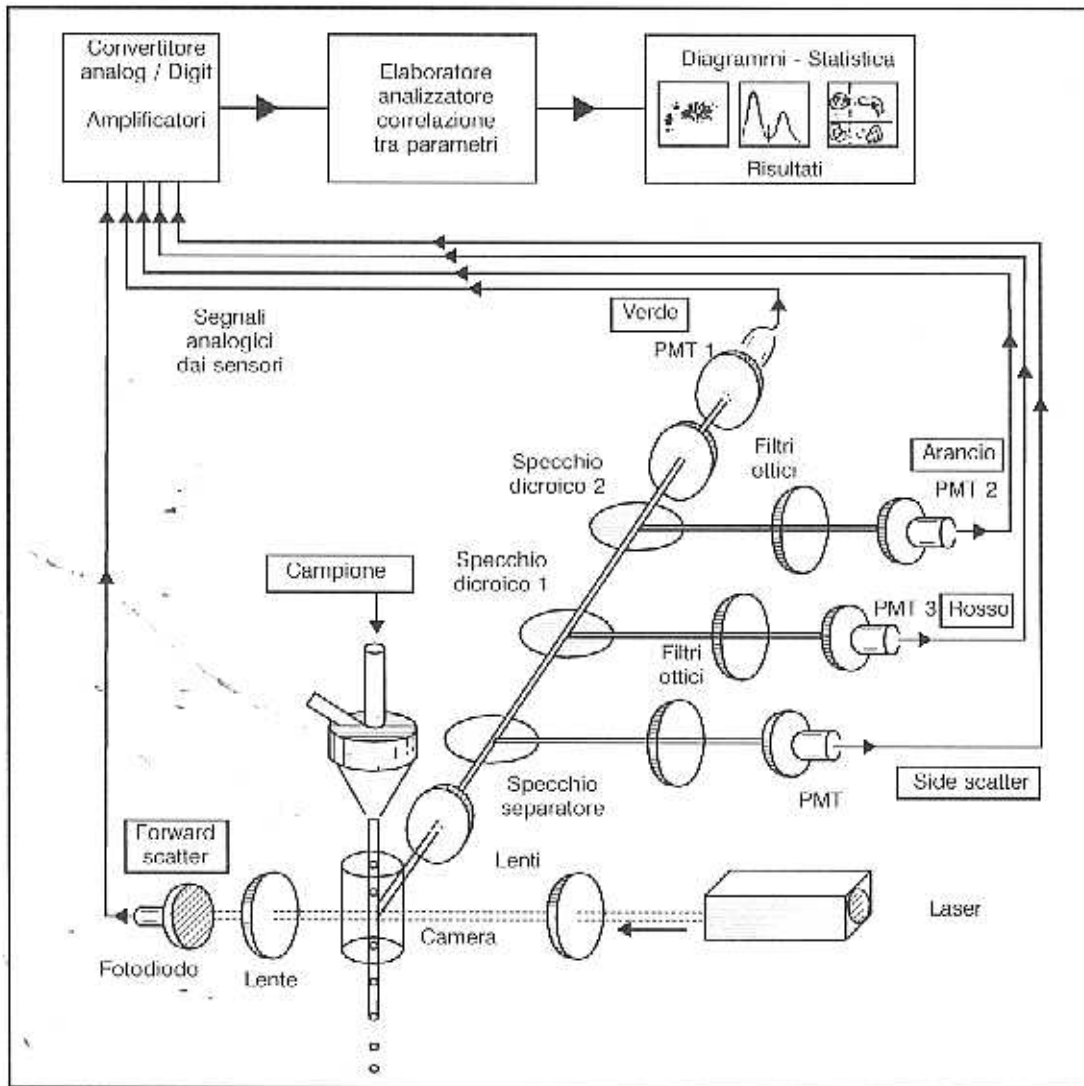 Convertitore
analog / Digit
Amplificatori
Elaboratore
analizzatore
correlazione
tra parametri
Diagrammi - Statistica
Risultati
Segnali
analogici
dai sensori
Verde
PMT 1
Specchio
dicroico 2
Filtri
ottici
Arancio
PMT 2
Campione
Specchio
dicroico 1
PMT 3
Rosso
Filtri
ottici
Specchio
separatore
PMT
Side scatter
Forward
scatter
Lenti
Laser
Camera
Fotodiodo
Lente